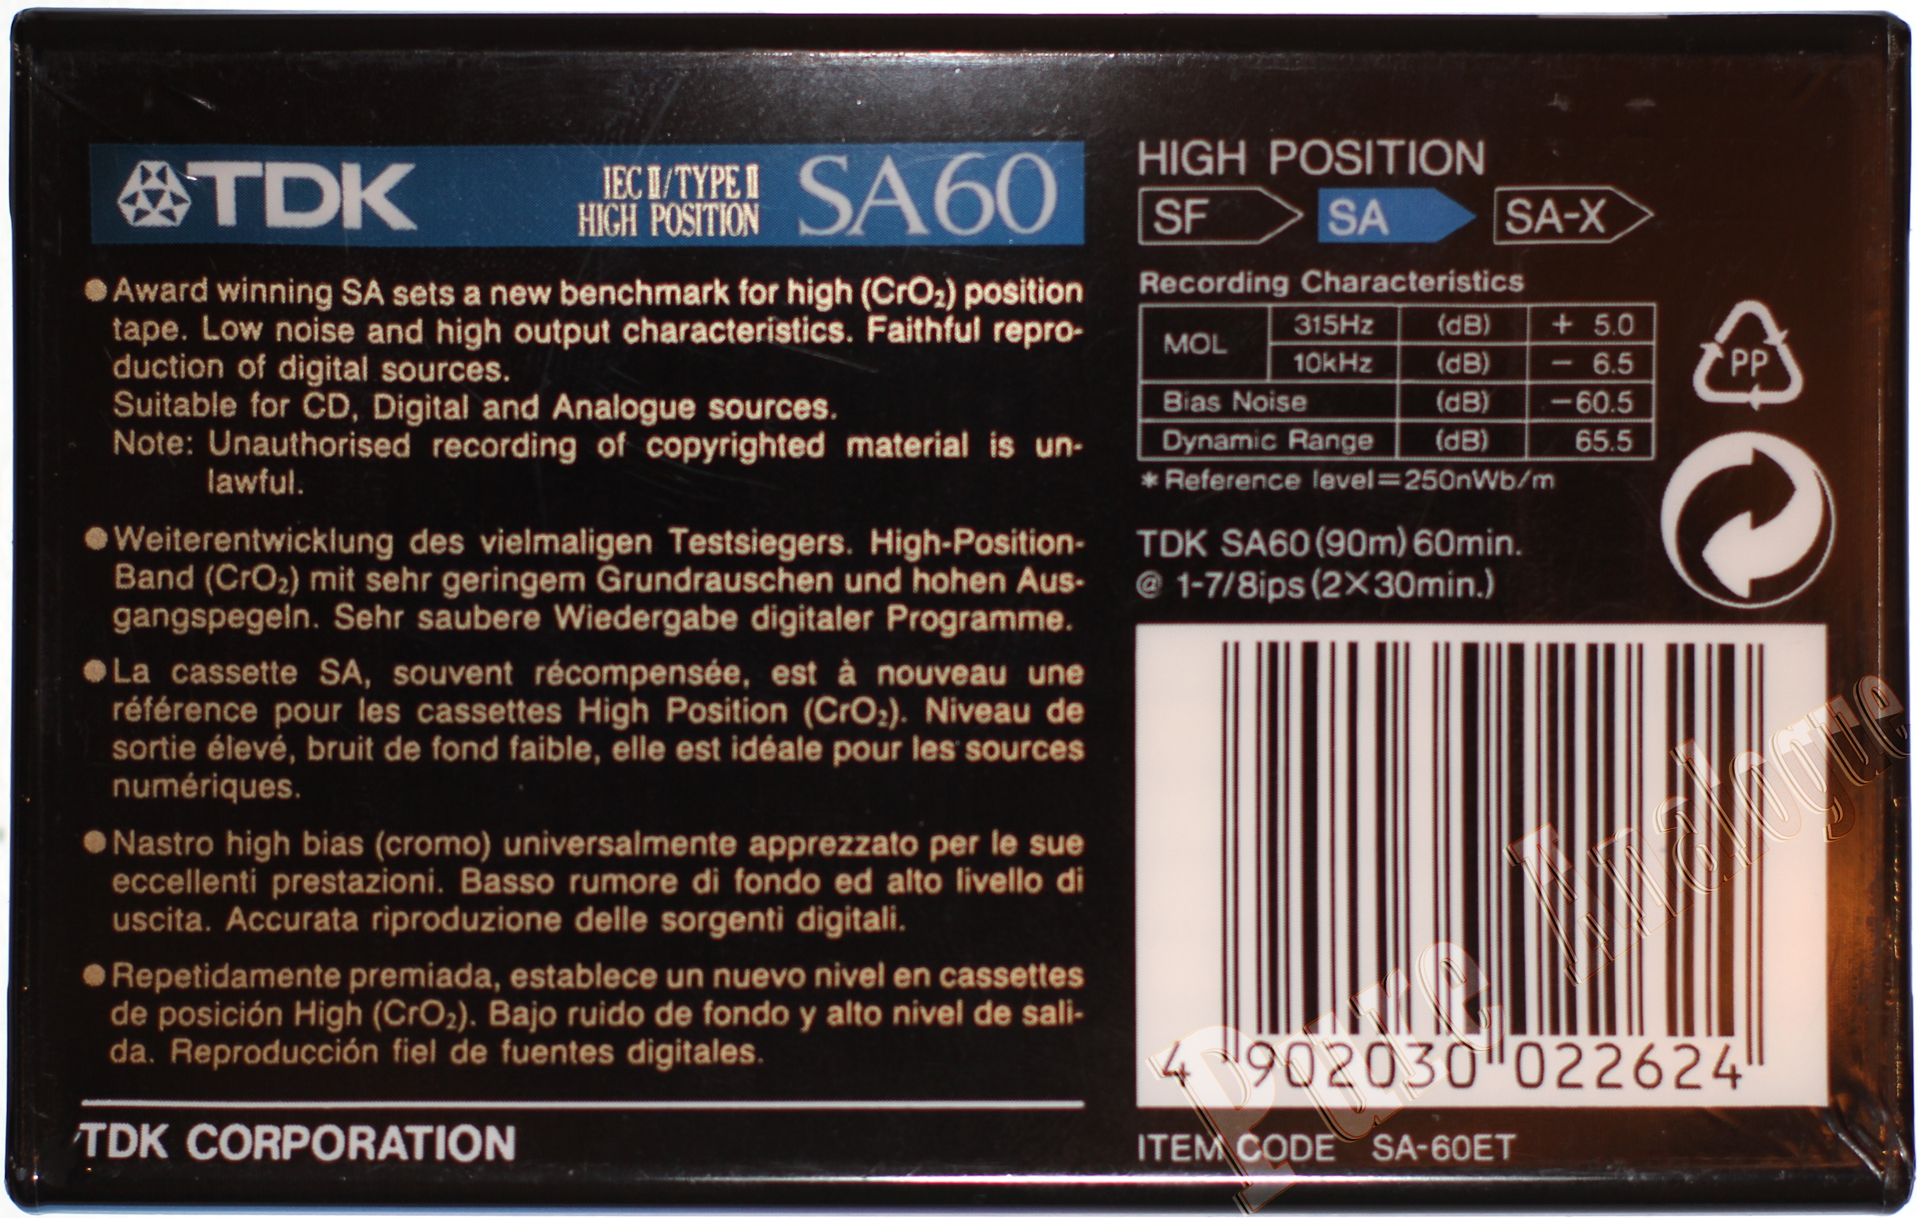 TDK IEC II/TYPE II HIGH POSITION SA60
● Award winning SA sets a new benchmark for high (CrO₂) position
tape. Low noise and high output characteristics. Faithful repro-
duction of digital sources.
Suitable for CD, Digital and Analogue sources.
Note: Unauthorised recording of copyrighted material is un-
lawful.
● Weiterentwicklung des vielmaligen Testsiegers. High-Position-
Band (CrO₂) mit sehr geringem Grundrauschen und hohen Aus-
gangspegeln. Sehr saubere Wiedergabe digitaler Programme.
● La cassette SA, souvent récompensée, est à nouveau une
référence pour les cassettes High Position (CrO₂). Niveau de
sortie élevé, bruit de fond faible, elle est idéale pour les sources
numériques.
● Nastro high bias (cromo) universalmente apprezzato per le sue
eccellenti prestazioni. Basso rumore di fondo ed alto livello di
uscita. Accurata riproduzione delle sorgenti digitali.
● Repetidamente premiada, establece un nuevo nivel en cassettes
de posición High (CrO₂). Bajo ruido de fondo y alto nivel de sali-
da. Reproducción fiel de fuentes digitales.
TDK CORPORATION
HIGH POSITION
SF SA SA-X
Recording Characteristics
MOL 315Hz (dB) + 5.0
10kHz (dB) − 6.5
Bias Noise (dB) −60.5
Dynamic Range (dB) 65.5
* Reference level=250nWb/m
PP
TDK SA60(90m)60min.
@ 1-7/8ips(2×30min.)
4 902030 022624
ITEM CODE SA-60ET
Pure Analogue